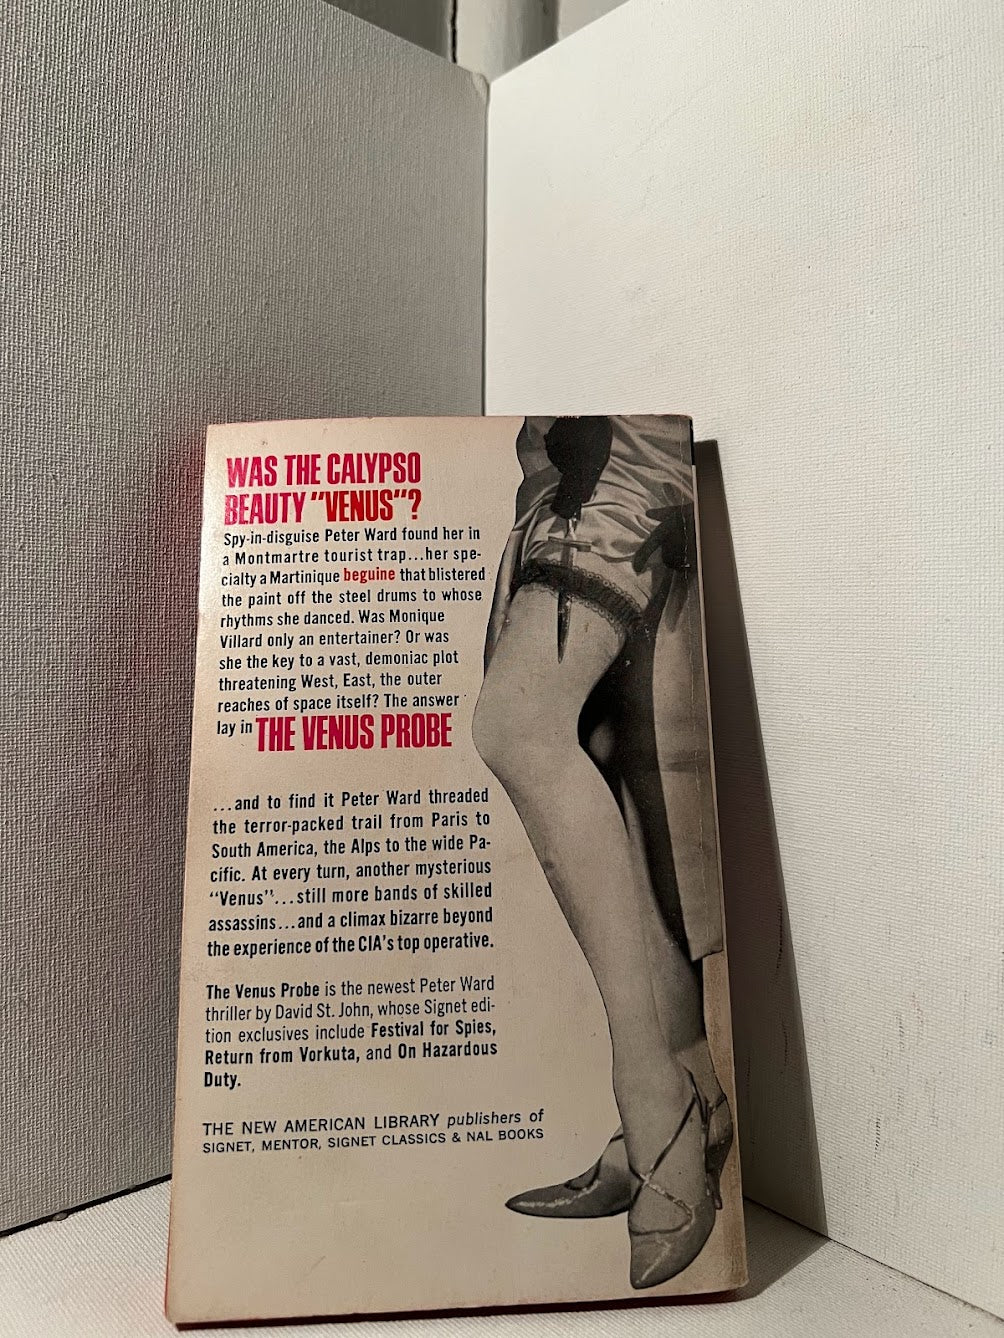 WAS THE CALYPSO
BEAUTY "VENUS"?
Spy-in-disguise Peter Ward found her in
a Montmartre tourist trap...her spe-
cialty a Martinique beguine that blistered
the paint off the steel drums to whose
rhythms she danced. Was Monique
Villard only an entertainer? Or was
she the key to a vast, demoniac plot
threatening West, East, the outer
reaches of space itself? The answer
lay in THE VENUS PROBE
...and to find it Peter Ward threaded
the terror-packed trail from Paris to
South America, the Alps to the wide Pa-
cific. At every turn, another mysterious
"Venus"...still more bands of skilled
assassins...and a climax bizarre beyond
the experience of the CIA's top operative.
The Venus Probe is the newest Peter Ward
thriller by David St. John, whose Signet edi-
tion exclusives include Festival for Spies,
Return from Vorkuta, and On Hazardous
Duty.
THE NEW AMERICAN LIBRARY publishers of
SIGNET, MENTOR, SIGNET CLASSICS & NAL BOOKS